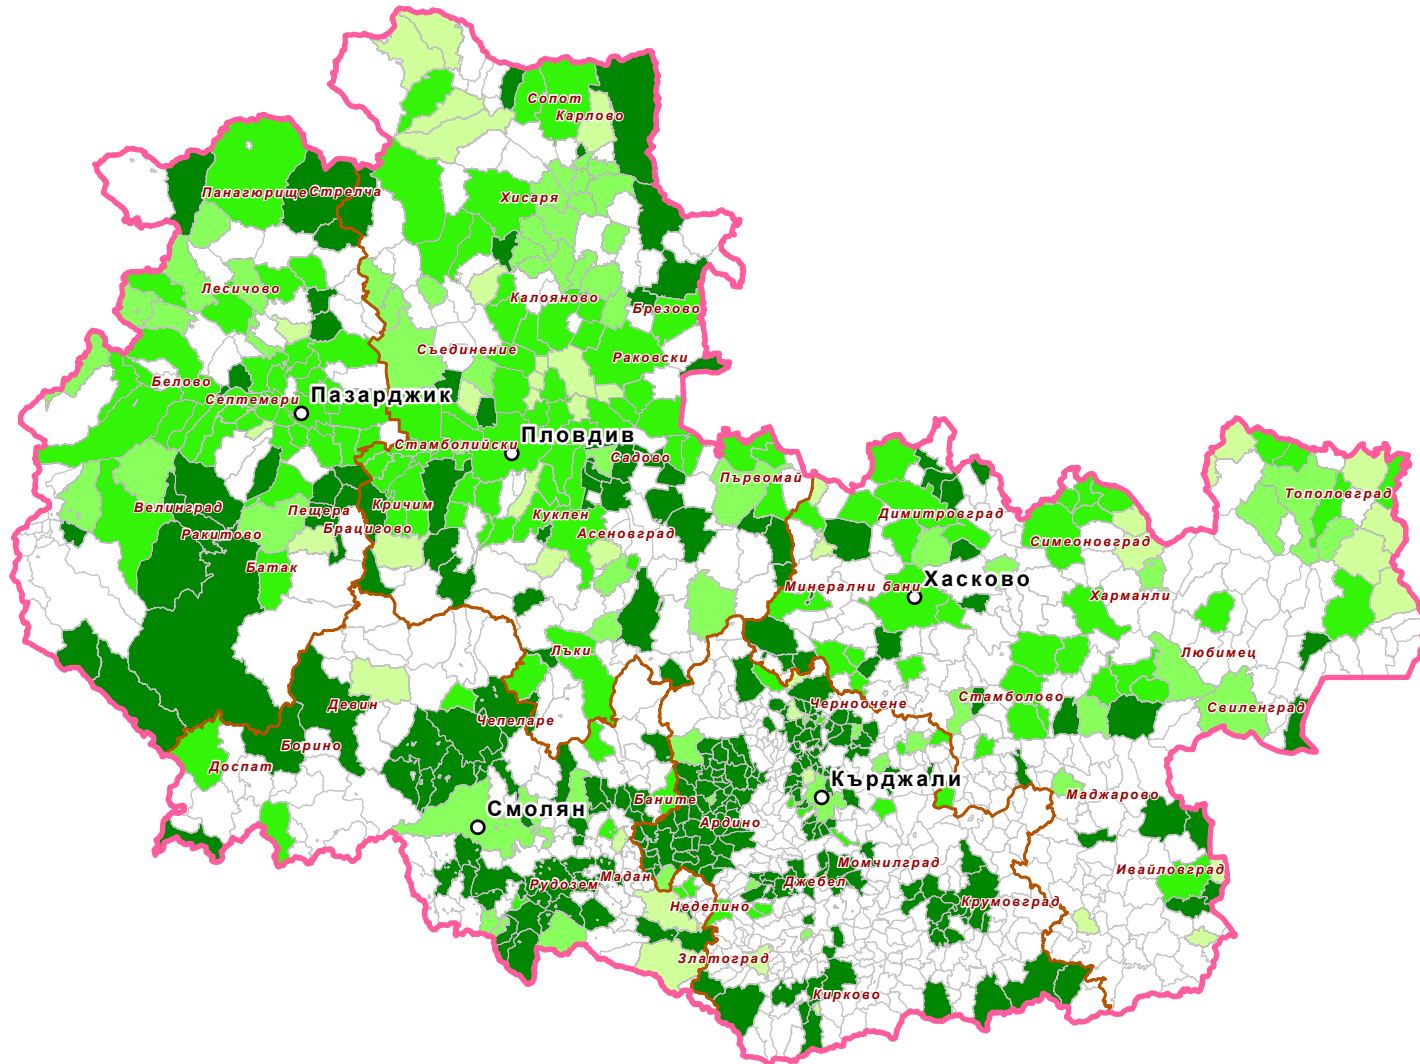 Сопот
Карлово
Панагюрище
Стрелча
Хисаря
Лесичово
Калояново
Брезово
Съединение
Раковски
Белово
Септември
Пазарджик
Стамболийски
Пловдив
Садово
Първомай
Тополовград
Велинград
Пещера
Кричим
Куклен
Димитровград
Ракитово
Брацигово
Асеновград
Симеоновград
Батак
Минерални бани
Хасково
Харманли
Лъки
Любимец
Девин
Чепеларе
Черноочене
Стамболово
Свиленград
Борино
Доспат
Кърджали
Баните
Маджарово
Смолян
Ардино
Момчилград
Ивайловград
Рудозем
Мадан
Джебел
Неделино
Крумовград
Златоград
Кирково